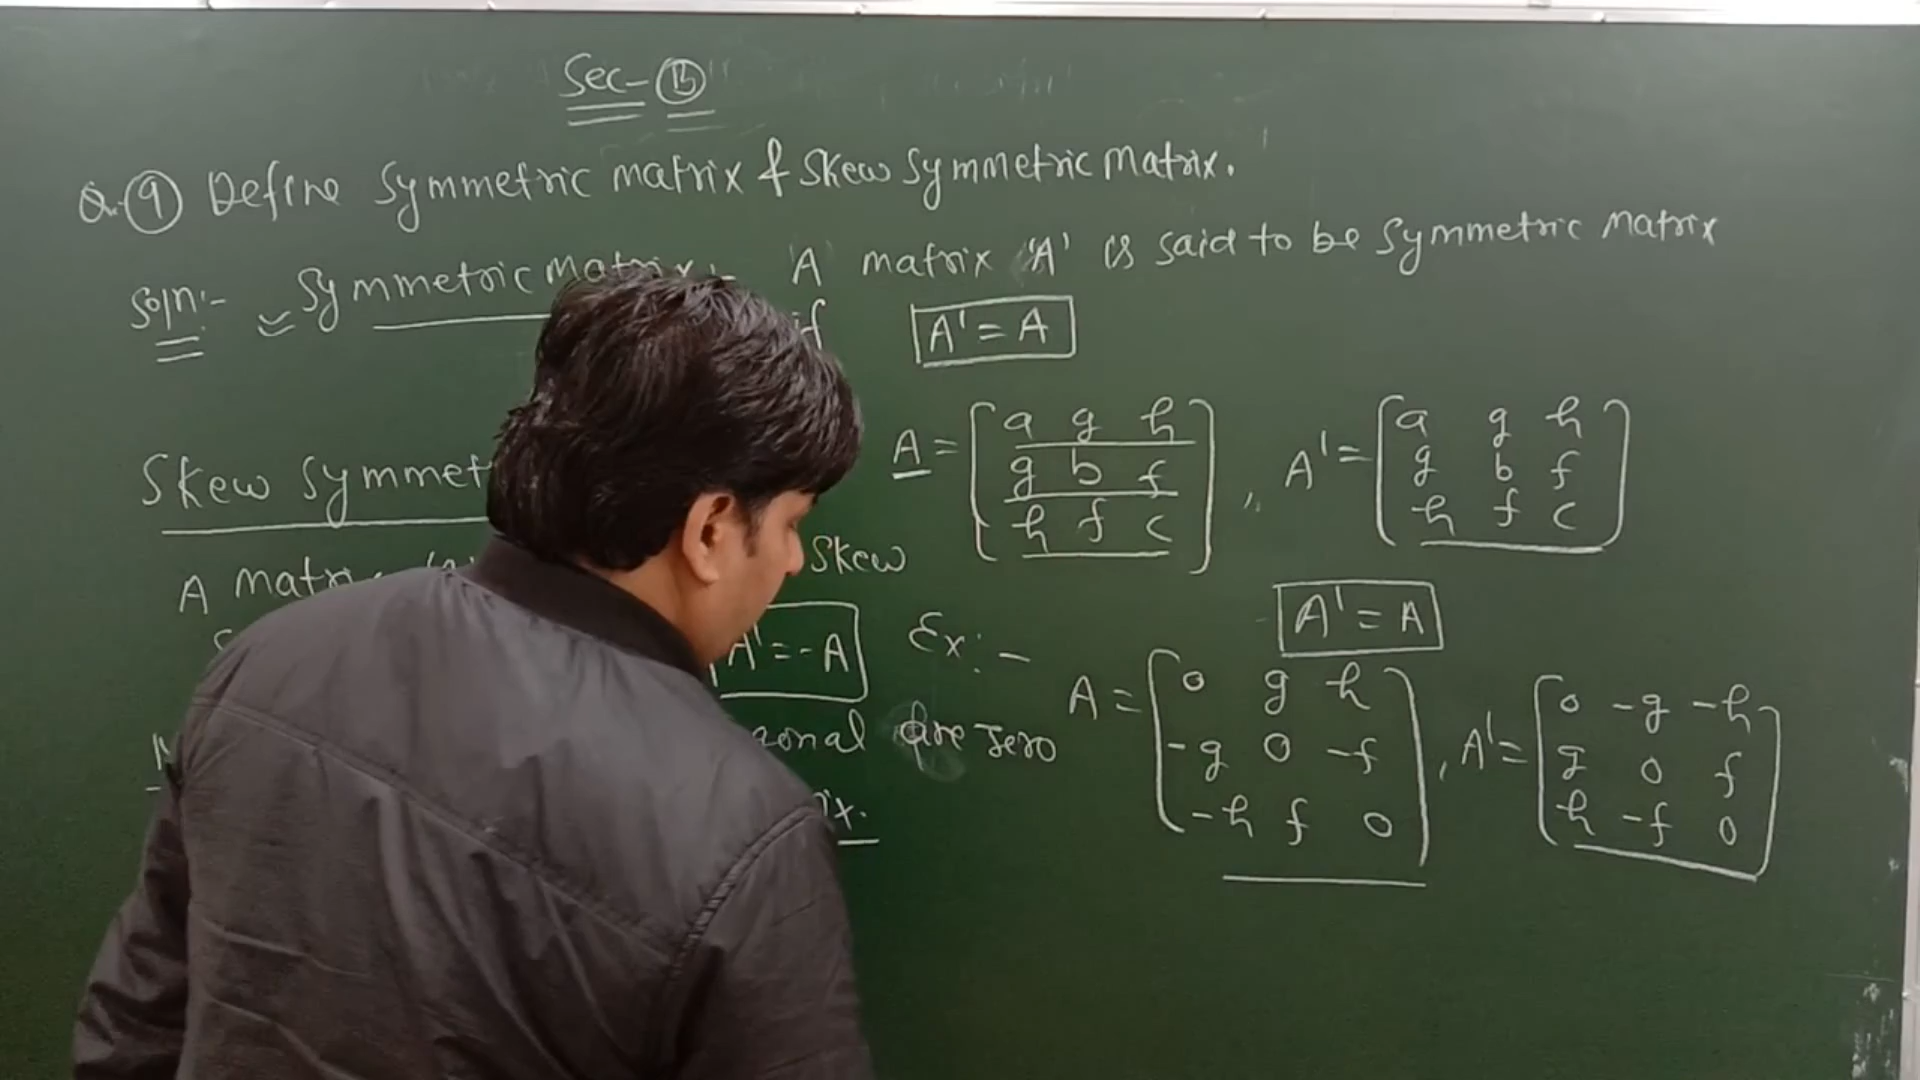 Sec-B
Q.9 Define Symmetric matrix & Skew Symmetric Matrix.
Soln:- Symmetric Matrix:- A matrix 'A' is said to be Symmetric Matrix
if A' = A
A = [ a g h
g b f
h f c ] , A' = [ a g h
g b f
h f c ]
A' = A
Skew Symmet
A matri Skew
A' = -A
onal are zero
x.
Ex:-
A = [ 0 g h
-g 0 -f
-h f 0 ] , A' = [ 0 -g -h
g 0 f
h -f 0 ]